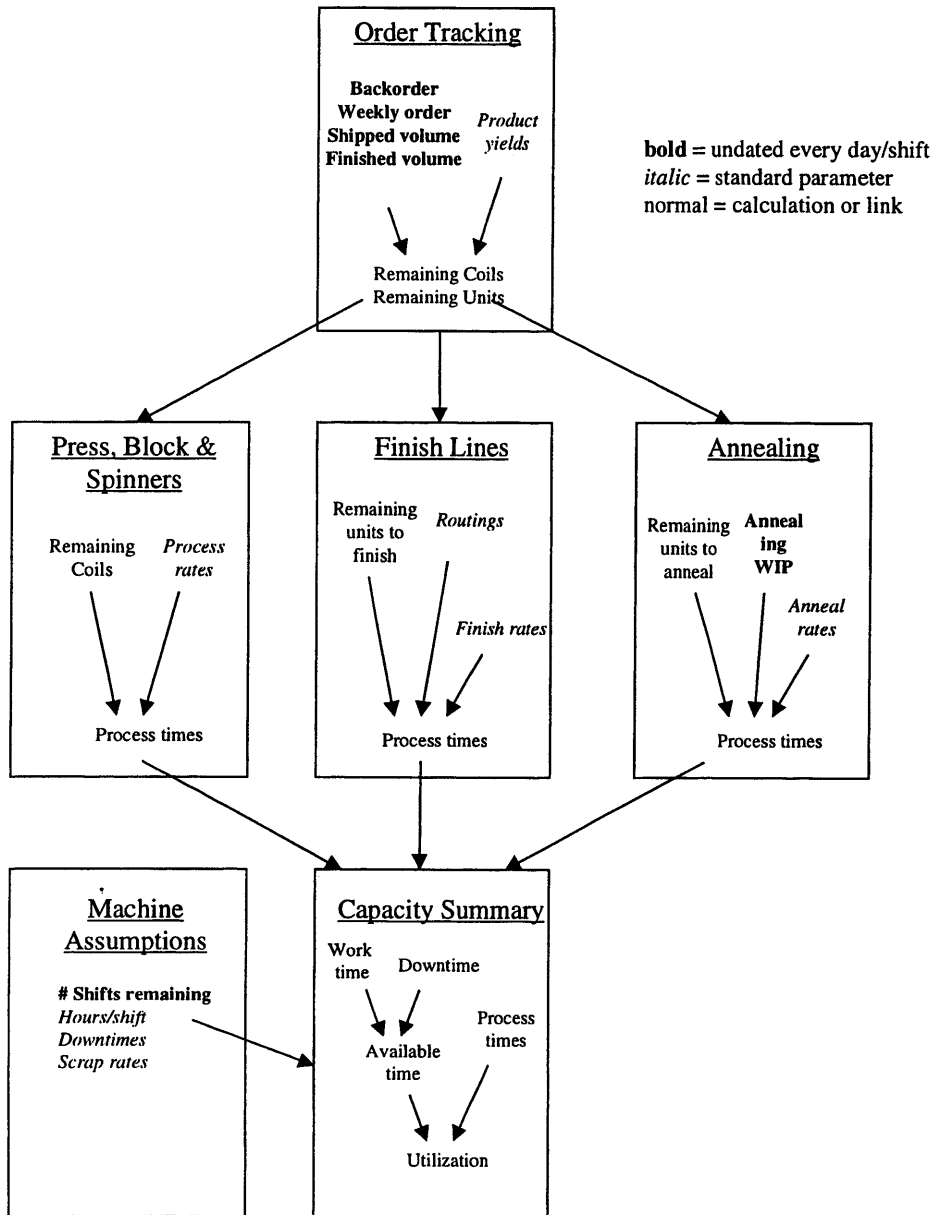 Order Tracking
Backorder
Weekly order
Shipped volume
Finished volume
Product
yields
Remaining Coils
Remaining Units
bold = undated every day/shift
italic = standard parameter
normal = calculation or link
Press, Block &
Spinners
Remaining
Coils
Process
rates
Process times
Finish Lines
Remaining
units to
finish
Routings
Finish rates
Process times
Annealing
Remaining
units to
anneal
Anneal
ing
WIP
Anneal
rates
Process times
Machine
Assumptions
# Shifts remaining
Hours/shift
Downtimes
Scrap rates
Capacity Summary
Work
time
Downtime
Process
times
Available
time
Utilization